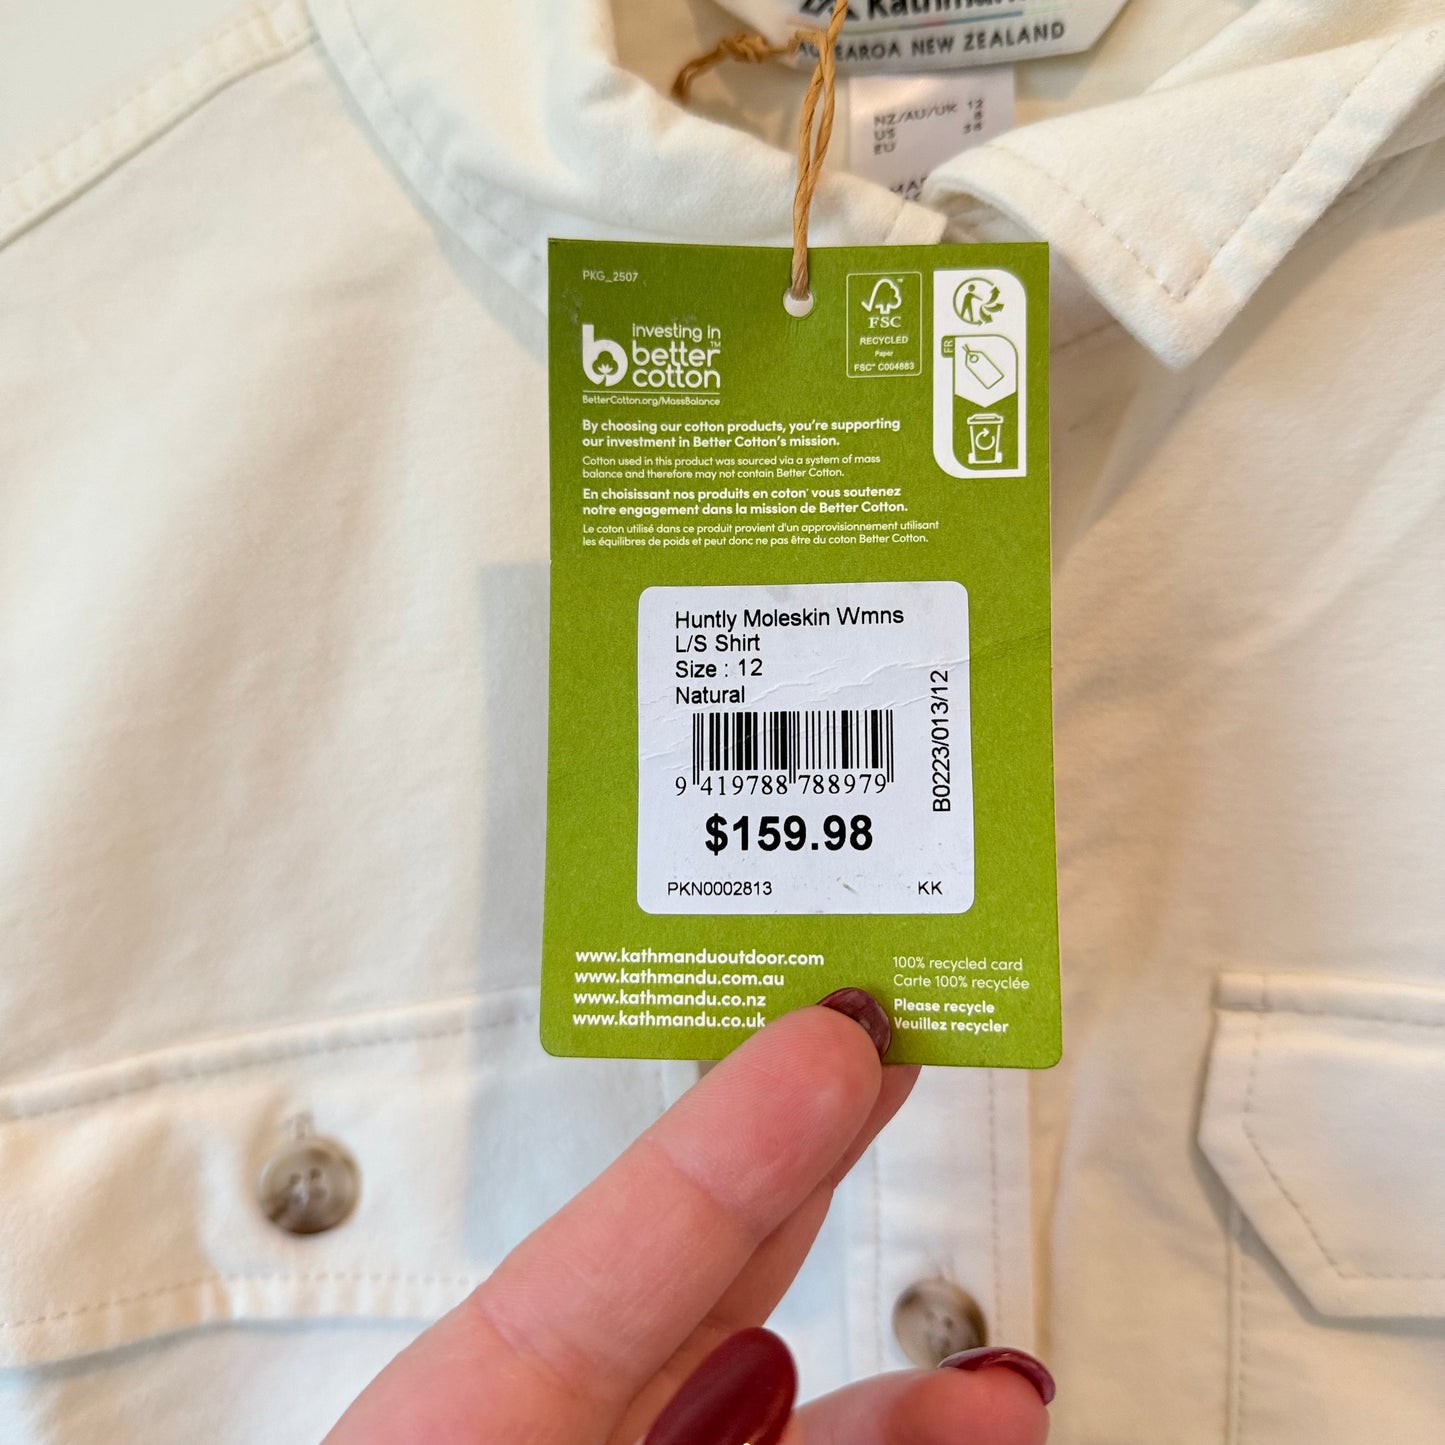 AOTEAROA NEW ZEALAND
NZ/AU/UK 12
US 8
EU 38
PKG_2507
investing in
better™
cotton
BetterCotton.org/MassBalance
FSC
RECYCLED
Paper
FSC® C004883
FR
By choosing our cotton products, you're supporting
our investment in Better Cotton's mission.
Cotton used in this product was sourced via a system of mass
balance and therefore may not contain Better Cotton.
En choisissant nos produits en coton, vous soutenez
notre engagement dans la mission de Better Cotton.
Le coton utilisé dans ce produit provient d'un approvisionnement utilisant
les équilibres de poids et peut donc ne pas être du coton Better Cotton.
Huntly Moleskin Wmns
L/S Shirt
Size : 12
Natural
9 419788 788979
B0223/013/12
$159.98
PKN0002813 KK
www.kathmanduoutdoor.com
www.kathmandu.com.au
www.kathmandu.co.nz
www.kathmandu.co.uk
100% recycled card
Carte 100% recyclée
Please recycle
Veuillez recycler